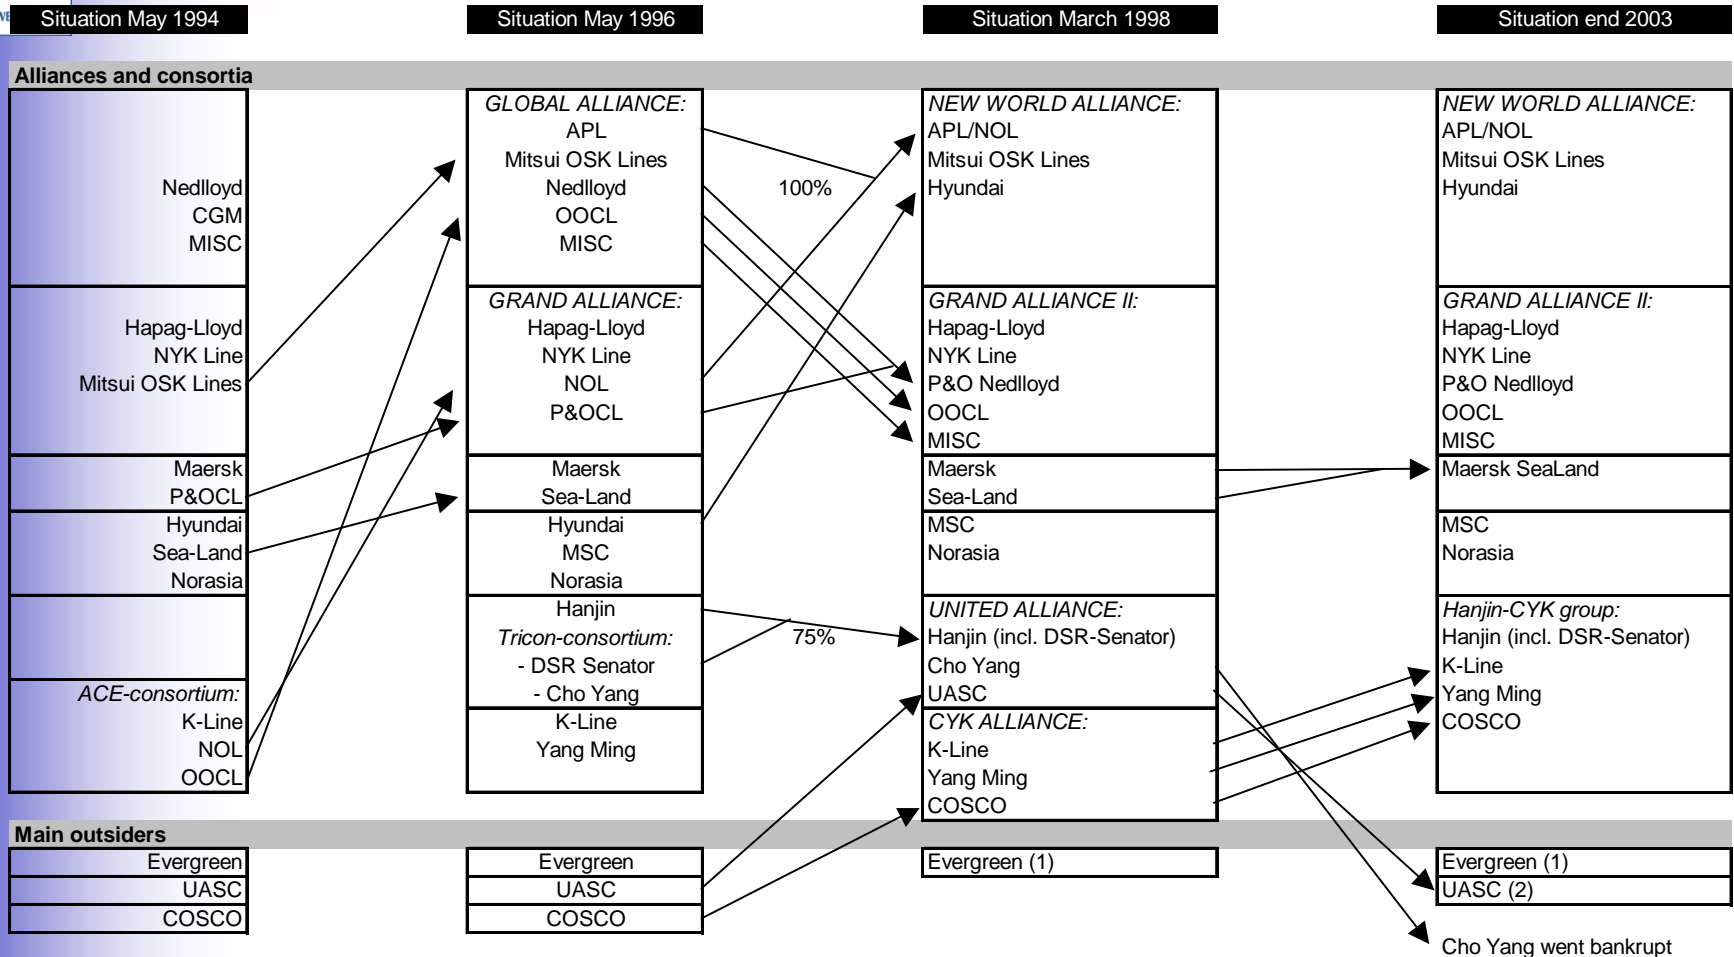 Situation May 1994
Situation May 1996
Situation March 1998
Situation end 2003
Alliances and consortia
Nedlloyd
CGM
MISC
Hapag-Lloyd
NYK Line
Mitsui OSK Lines
Maersk
P&OCL
Hyundai
Sea-Land
Norasia
ACE-consortium:
K-Line
NOL
OOCL
GLOBAL ALLIANCE:
APL
Mitsui OSK Lines
Nedlloyd
OOCL
MISC
GRAND ALLIANCE:
Hapag-Lloyd
NYK Line
NOL
P&OCL
Maersk
Sea-Land
Hyundai
MSC
Norasia
Hanjin
Tricon-consortium:
- DSR Senator
- Cho Yang
K-Line
Yang Ming
100%
75%
NEW WORLD ALLIANCE:
APL/NOL
Mitsui OSK Lines
Hyundai
GRAND ALLIANCE II:
Hapag-Lloyd
NYK Line
P&O Nedlloyd
OOCL
MISC
Maersk
Sea-Land
MSC
Norasia
UNITED ALLIANCE:
Hanjin (incl. DSR-Senator)
Cho Yang
UASC
CYK ALLIANCE:
K-Line
Yang Ming
COSCO
NEW WORLD ALLIANCE:
APL/NOL
Mitsui OSK Lines
Hyundai
GRAND ALLIANCE II:
Hapag-Lloyd
NYK Line
P&O Nedlloyd
OOCL
MISC
Maersk SeaLand
MSC
Norasia
Hanjin-CYK group:
Hanjin (incl. DSR-Senator)
K-Line
Yang Ming
COSCO
Main outsiders
Evergreen
UASC
COSCO
Evergreen
UASC
COSCO
Evergreen (1)
Evergreen (1)
UASC (2)
Cho Yang went bankrupt